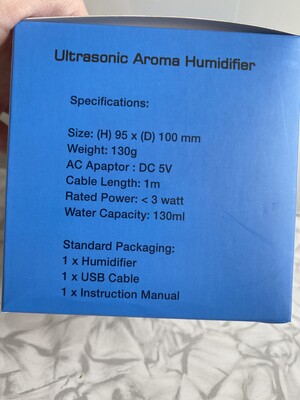 Ultrasonic Aroma Humidifier
Specifications:
Size: (H) 95 x (D) 100 mm
Weight: 130g
AC Apaptor : DC 5V
Cable Length: 1m
Rated Power: < 3 watt
Water Capacity: 130ml
Standard Packaging:
1 x Humidifier
1 x USB Cable
1 x Instruction Manual